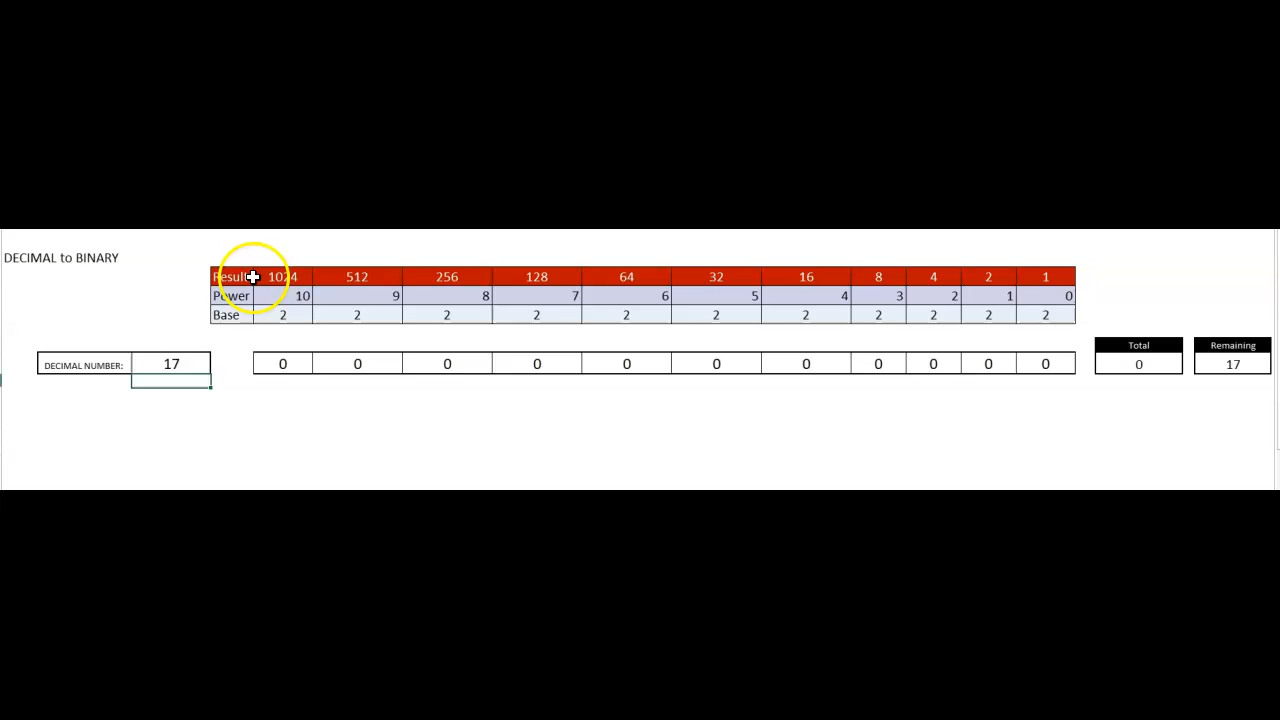 DECIMAL to BINARY
Result 1024 512 256 128 64 32 16 8 4 2 1
Power 10 9 8 7 6 5 4 3 2 1 0
Base 2 2 2 2 2 2 2 2 2 2 2
Total Remaining
DECIMAL NUMBER: 17 0 0 0 0 0 0 0 0 0 0 0 0 17